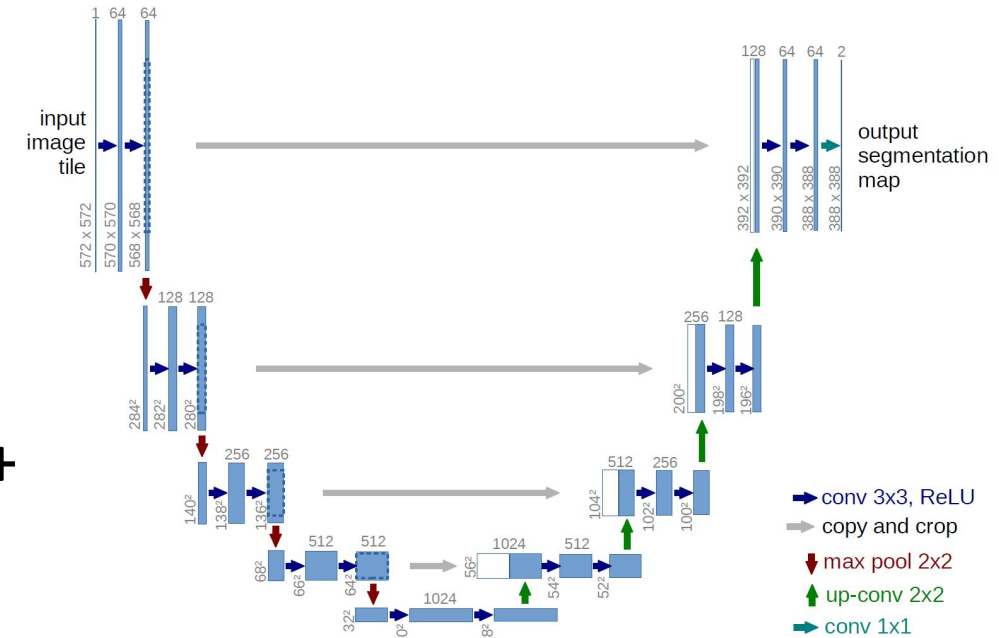 1 64 64
128 64 64 2
input
image
tile
output
segmentation
map
572 x 572
570 x 570
568 x 568
392 x 392
390 x 390
388 x 388
388 x 388
128 128
256 128
284²
282²
280²
200²
198²
196²
256 256
512 256
140²
138²
136²
104²
102²
100²
512 512
1024 512
68²
66²
64²
56²
54²
52²
1024
32²
0²
8²
conv 3x3, ReLU
copy and crop
max pool 2x2
up-conv 2x2
conv 1x1